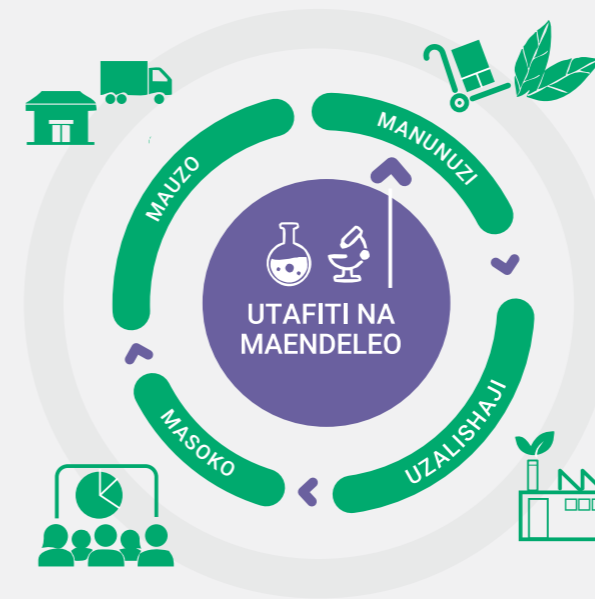 MANUNUZI
MAUZO
UTAFITI NA
MAENDELEO
UZALISHAJI
MASOKO